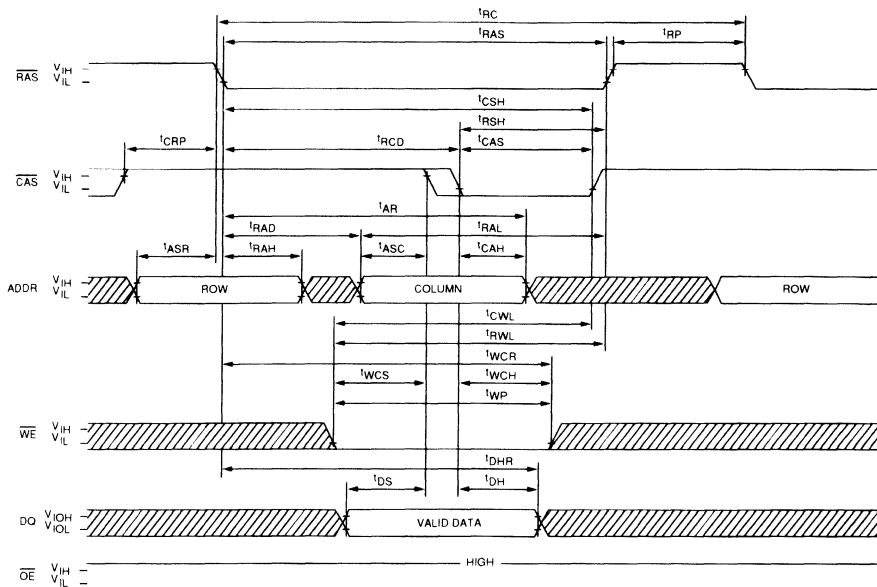 tRC
tRAS
tRP
RAS VIH
VIL
tCSH
tRSH
tCRP
tRCD
tCAS
CAS VIH
VIL
tAR
tRAD
tRAL
tASR
tRAH
tASC
tCAH
ADDR VIH
VIL
ROW
COLUMN
ROW
tCWL
tRWL
tWCR
tWCS
tWCH
tWP
WE VIH
VIL
tDHR
tDS
tDH
DQ VIOH
VIOL
VALID DATA
HIGH
OE VIH
VIL